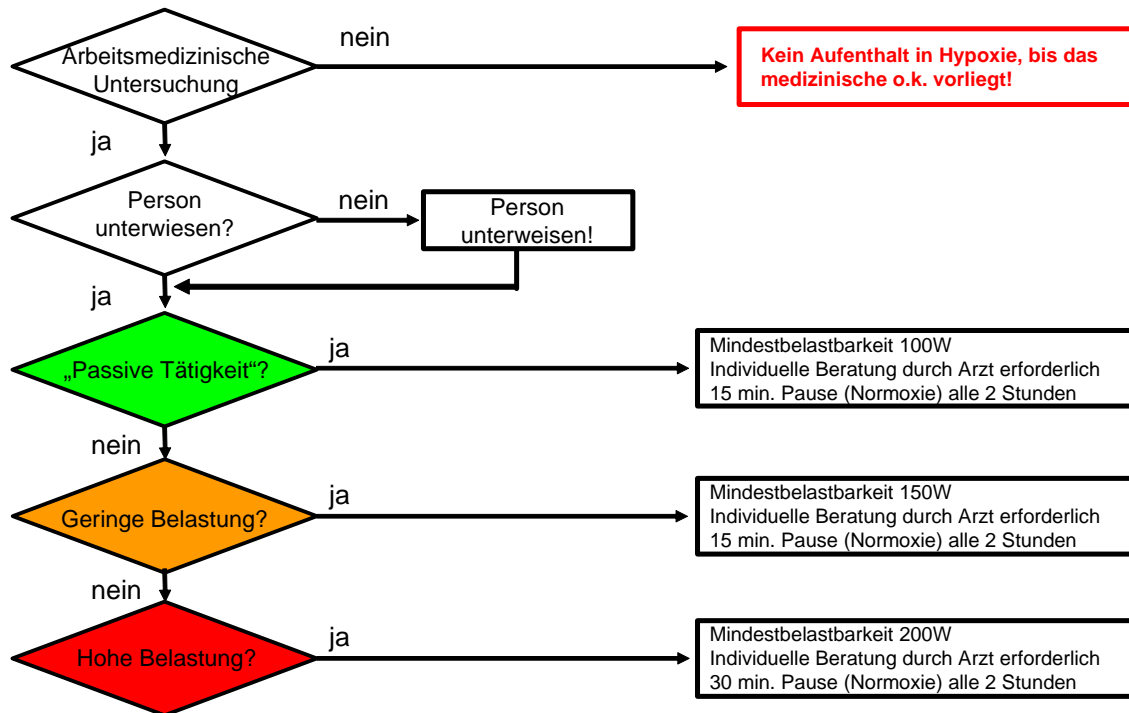 Arbeitsmedizinische
Untersuchung
nein
Kein Aufenthalt in Hypoxie, bis das
medizinische o.k. vorliegt!
ja
Person
unterwiesen?
nein
Person
unterweisen!
ja
„Passive Tätigkeit“?
ja
Mindestbelastbarkeit 100W
Individuelle Beratung durch Arzt erforderlich
15 min. Pause (Normoxie) alle 2 Stunden
nein
Geringe Belastung?
ja
Mindestbelastbarkeit 150W
Individuelle Beratung durch Arzt erforderlich
15 min. Pause (Normoxie) alle 2 Stunden
nein
Hohe Belastung?
ja
Mindestbelastbarkeit 200W
Individuelle Beratung durch Arzt erforderlich
30 min. Pause (Normoxie) alle 2 Stunden